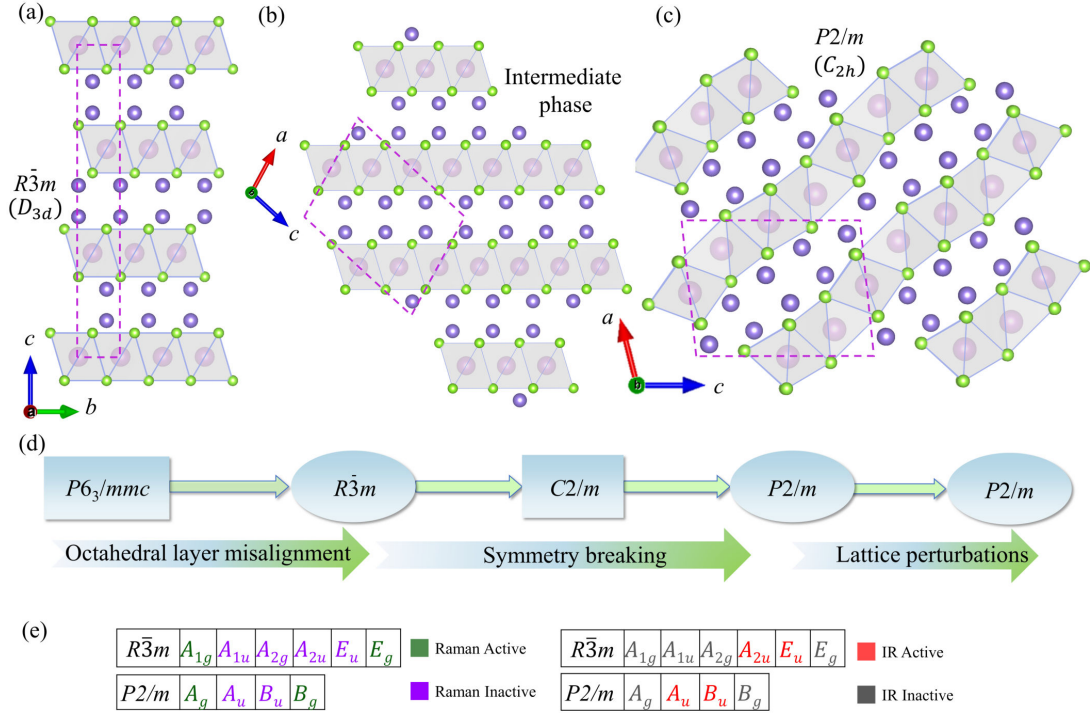 (a)
R3̄m
(D₃d)
c
a
b
(b)
Intermediate
phase
a
c
(c)
P2/m
(C₂h)
a
b
c
(d)
P6₃/mmc
R3̄m
C2/m
P2/m
P2/m
Octahedral layer misalignment
Symmetry breaking
Lattice perturbations
(e)
R3̄m A₁g A₁u A₂g A₂u Eu Eg
P2/m Ag Au Bu Bg
Raman Active
Raman Inactive
R3̄m A₁g A₁u A₂g A₂u Eu Eg
P2/m Ag Au Bu Bg
IR Active
IR Inactive